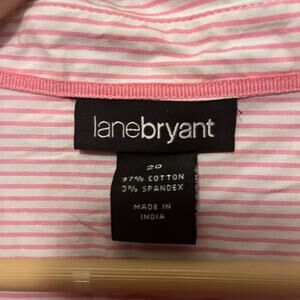 lanebryant
20
97% COTTON
3% SPANDEX
MADE IN
INDIA